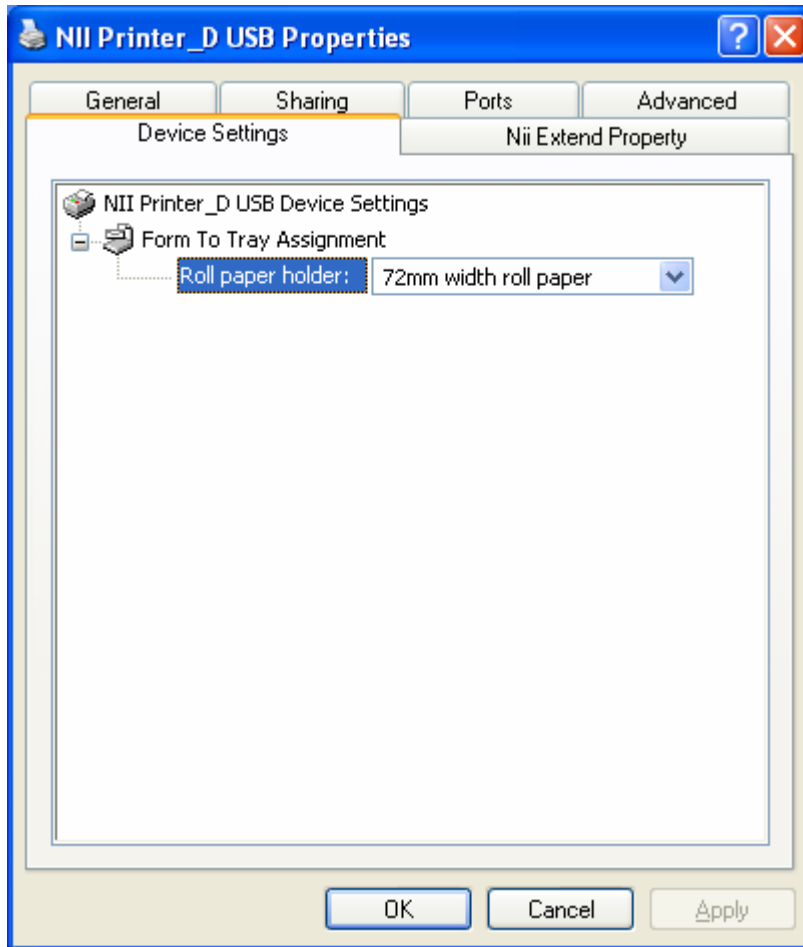 NII Printer_D USB Properties
General Sharing Ports Advanced
Device Settings Nii Extend Property
NII Printer_D USB Device Settings
Form To Tray Assignment
Roll paper holder: 72mm width roll paper
OK Cancel Apply